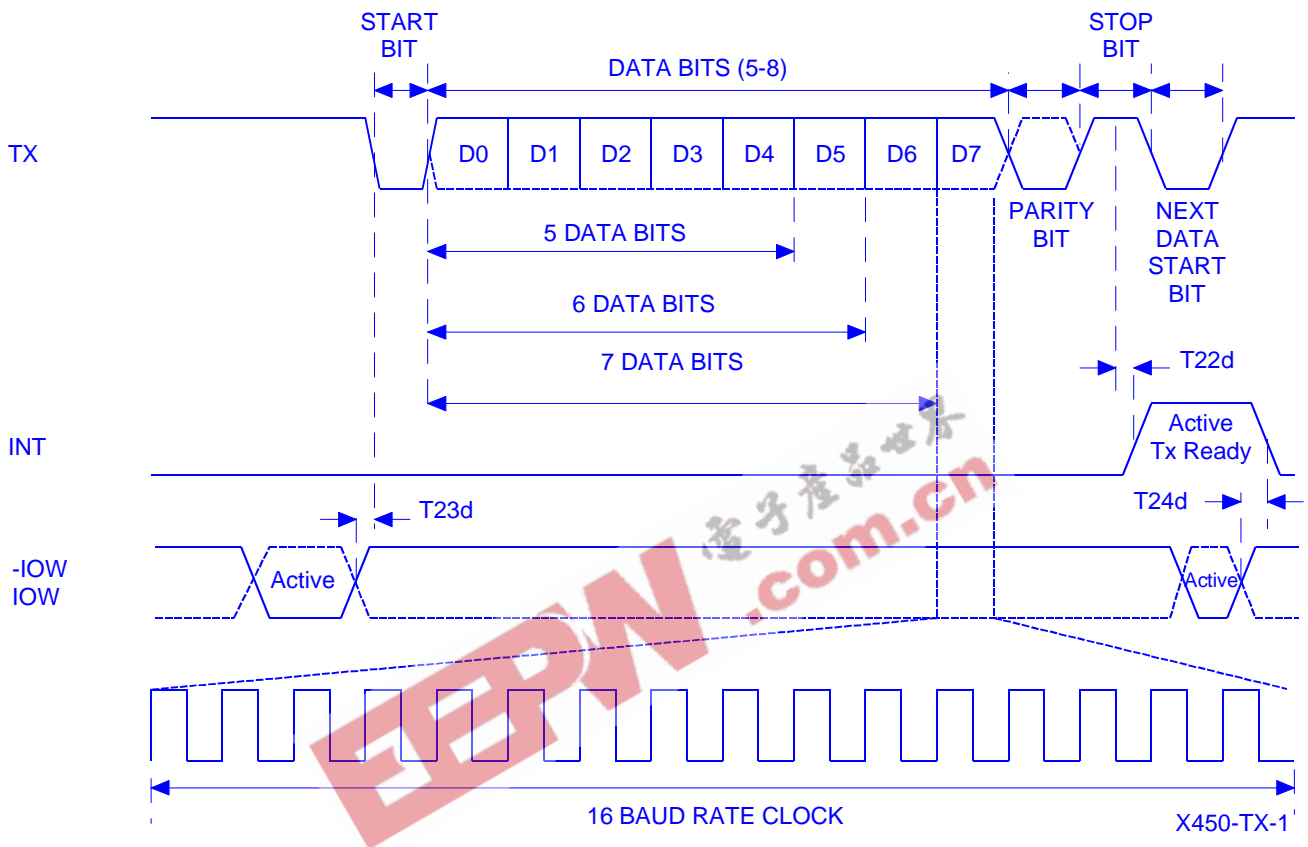 START
BIT
DATA BITS (5-8)
STOP
BIT
TX
D0 D1 D2 D3 D4 D5 D6 D7
PARITY
BIT
NEXT
DATA
START
BIT
5 DATA BITS
6 DATA BITS
7 DATA BITS
T22d
INT
Active
Tx Ready
T23d
T24d
-IOW
IOW
Active
Active
16 BAUD RATE CLOCK
X450-TX-1
電子產品世界
EEPW
.com.cn